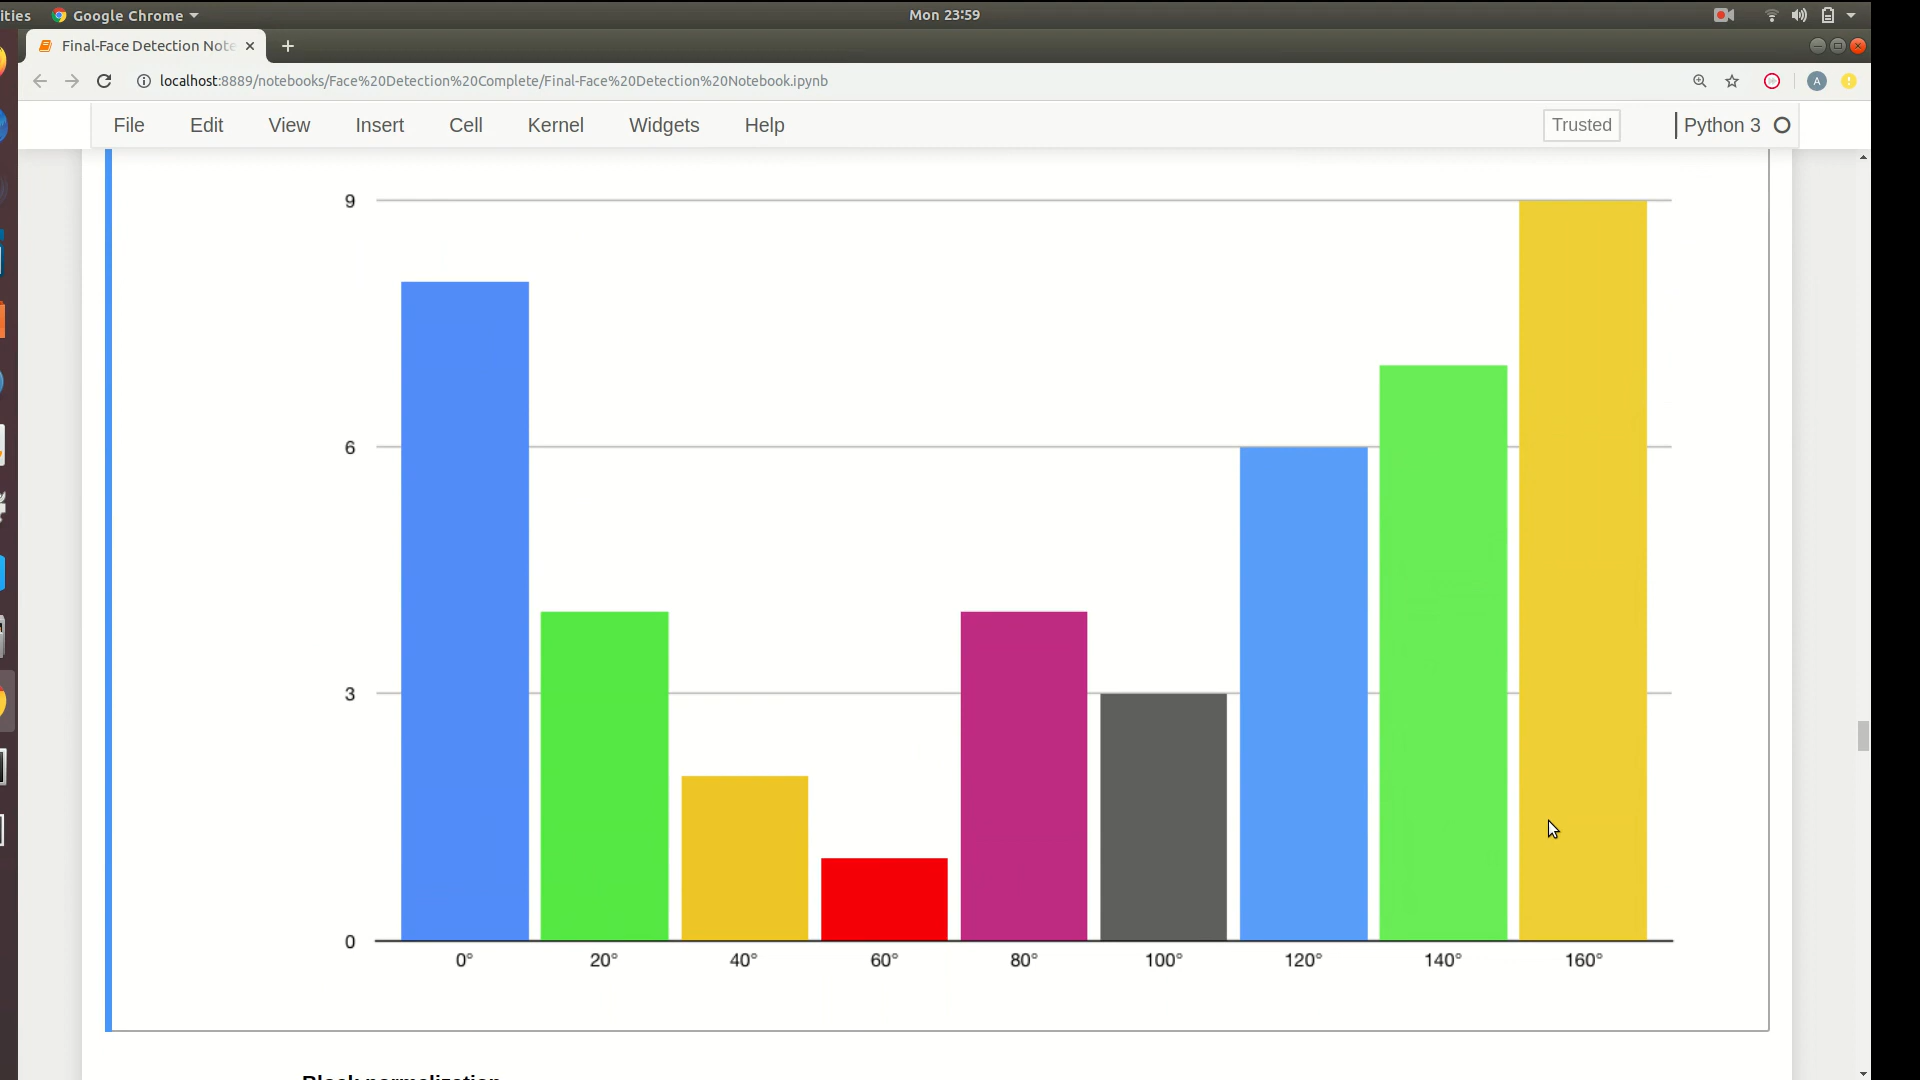 ities Google Chrome Mon 23:59
Final-Face Detection Note
localhost:8889/notebooks/Face%20Detection%20Complete/Final-Face%20Detection%20Notebook.ipynb A
File Edit View Insert Cell Kernel Widgets Help Trusted Python 3
9
6
3
0
0° 20° 40° 60° 80° 100° 120° 140° 160°
Block normalization